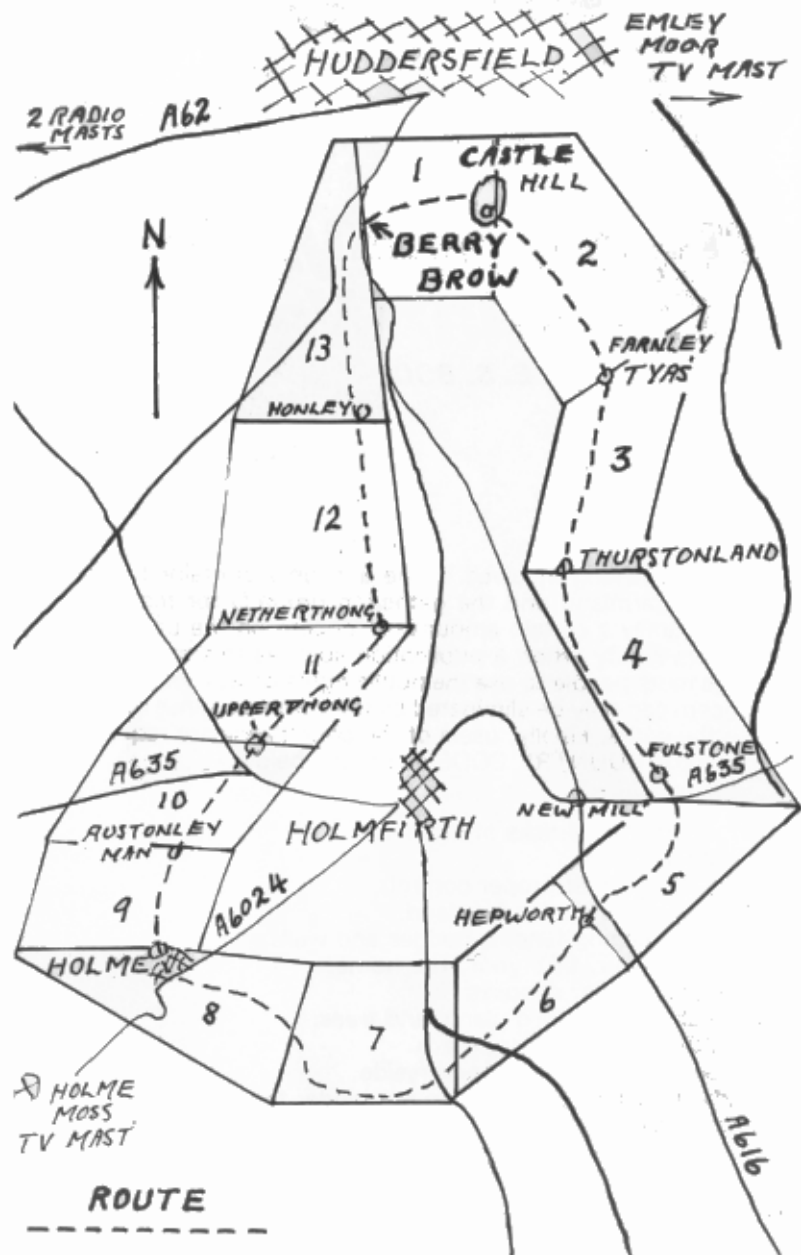 HUDDERSFIELD
EMLEY
MOOR
TV MAST
2 RADIO
MASTS
A62
N
1
CASTLE
HILL
BERRY
BROW
2
FARNLEY
TYAS
13
HONLEY
3
12
THURSTONLAND
NETHERTHONG
4
11
UPPERTHONG
FULSTONE
A635
A635
10
NEW MILL
HOLMFIRTH
AUSTONLEY
MAN
5
9
A6024
HEPWORTH
HOLME
6
8
7
HOLME
MOSS
TV MAST
A616
ROUTE